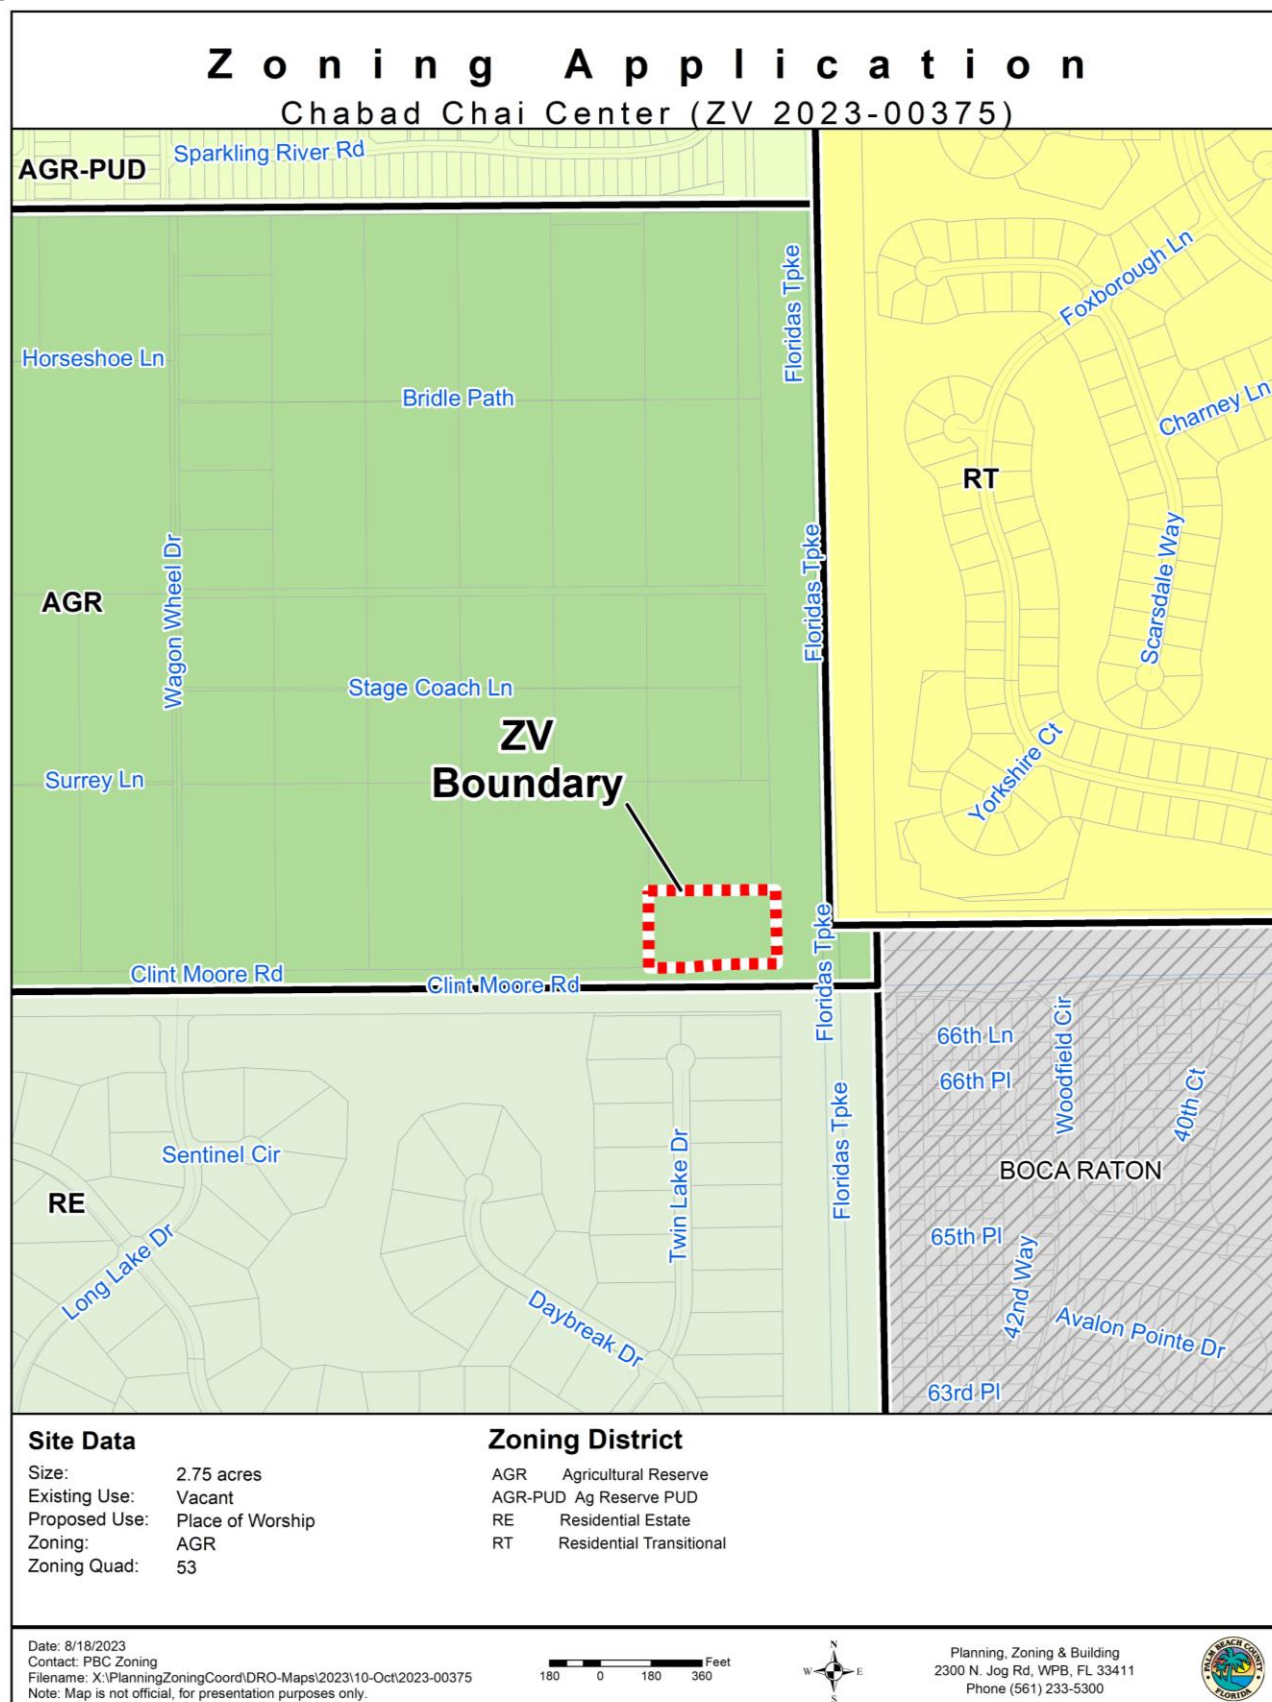 Zoning Application
Chabad Chai Center (ZV 2023-00375)
AGR-PUD
Sparkling River Rd
Floridas Tpke
Foxborough Ln
Horseshoe Ln
Bridle Path
Charney Ln
RT
Wagon Wheel Dr
Floridas Tpke
Scarsdale Way
AGR
Stage Coach Ln
ZV
Boundary
Surrey Ln
Yorkshire Ct
Floridas Tpke
Clint Moore Rd
Clint Moore Rd
66th Ln
Woodfield Cir
66th Pl
40th Ct
Floridas Tpke
Sentinel Cir
Twin Lake Dr
BOCA RATON
RE
Long Lake Dr
65th Pl
42nd Way
Daybreak Dr
Avalon Pointe Dr
63rd Pl
Site Data
Size: 2.75 acres
Existing Use: Vacant
Proposed Use: Place of Worship
Zoning: AGR
Zoning Quad: 53
Zoning District
AGR Agricultural Reserve
AGR-PUD Ag Reserve PUD
RE Residential Estate
RT Residential Transitional
Date: 8/18/2023
Contact: PBC Zoning
Filename: X:\PlanningZoningCoord\DRO-Maps\2023\10-Oct\2023-00375
Note: Map is not official, for presentation purposes only.
Feet
180 0 180 360
N
W E
S
Planning, Zoning & Building
2300 N. Jog Rd, WPB, FL 33411
Phone (561) 233-5300
PALM BEACH COUNTY
FLORIDA